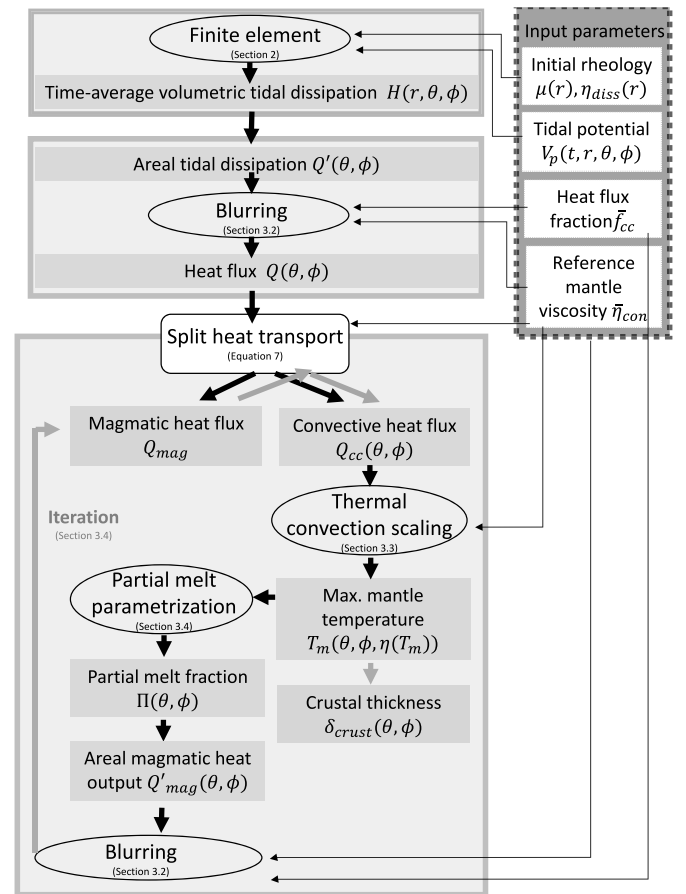 Finite element
(Section 2)
Time-average volumetric tidal dissipation H(r, θ, ϕ)
Areal tidal dissipation Q′(θ, ϕ)
Blurring
(Section 3.2)
Heat flux Q(θ, ϕ)
Input parameters
Initial rheology
μ(r), η_diss(r)
Tidal potential
V_p(t, r, θ, ϕ)
Heat flux
fraction f̄_cc
Reference
mantle
viscosity η̄_con
Split heat transport
(Equation 7)
Magmatic heat flux
Q_mag
Convective heat flux
Q_cc(θ, ϕ)
Thermal
convection scaling
(Section 3.3)
Iteration
(Section 3.4)
Partial melt
parametrization
(Section 3.4)
Max. mantle
temperature
T_m(θ, ϕ, η(T_m))
Partial melt fraction
Π(θ, ϕ)
Crustal thickness
δ_crust(θ, ϕ)
Areal magmatic heat
output Q′_mag(θ, ϕ)
Blurring
(Section 3.2)